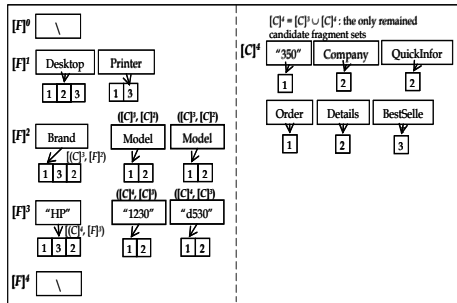 [F]⁰ \
[F]¹ Desktop Printer
1 2 3 1 3
([C]³, [C]²) ([C]³, [C]²)
[F]² Brand Model Model
[(C]³, [F]²)
1 3 2 1 2 1 2
([C]⁴, [C]³) ([C]⁴, [C]³)
[F]³ "HP" "1230" "d530"
[(C]⁴, [F]³)
1 3 2 1 2 1 2
[F]⁴ \
[C]⁴ = [C]³ ∪ [C]⁴ : the only remained
candidate fragment sets
[C]⁴ "350" Company QuickInfor
1 2 2
Order Details BestSelle
1 2 3